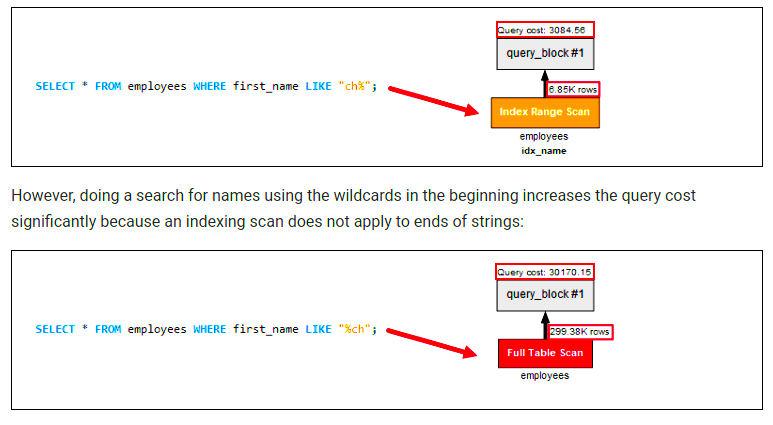 Query cost: 3084.56
query_block #1
SELECT * FROM employees WHERE first_name LIKE "ch%";
6.85K rows
Index Range Scan
employees
idx_name
However, doing a search for names using the wildcards in the beginning increases the query cost
significantly because an indexing scan does not apply to ends of strings:
Query cost: 30170.15
query_block #1
SELECT * FROM employees WHERE first_name LIKE "%ch";
299.38K rows
Full Table Scan
employees